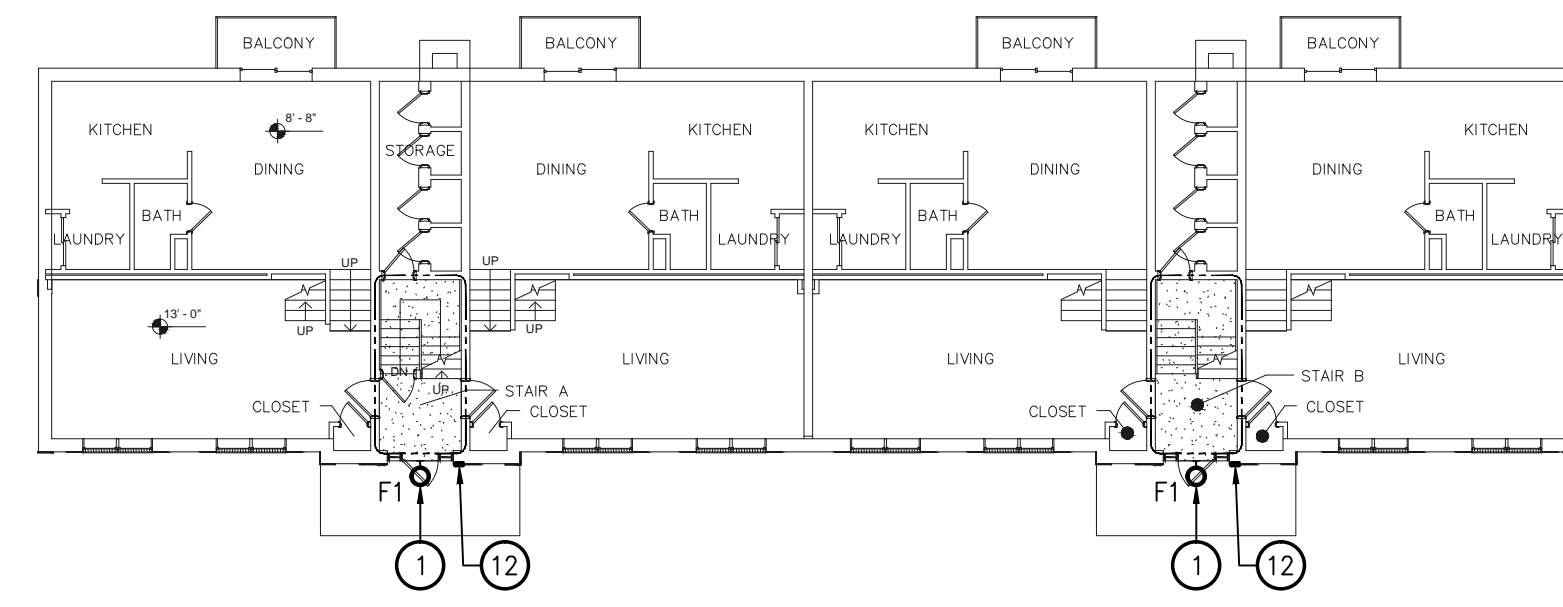 BALCONY
BALCONY
BALCONY
BALCONY
KITCHEN
8' - 8"
STORAGE
DINING
DINING
KITCHEN
KITCHEN
DINING
DINING
KITCHEN
BATH
LAUNDRY
BATH
LAUNDRY
LAUNDRY
BATH
BATH
LAUNDRY
UP
UP
13' - 0"
UP
UP
LIVING
DN
UP
LIVING
LIVING
LIVING
STAIR A
STAIR B
CLOSET
CLOSET
CLOSET
CLOSET
F1
F1
1
12
1
12